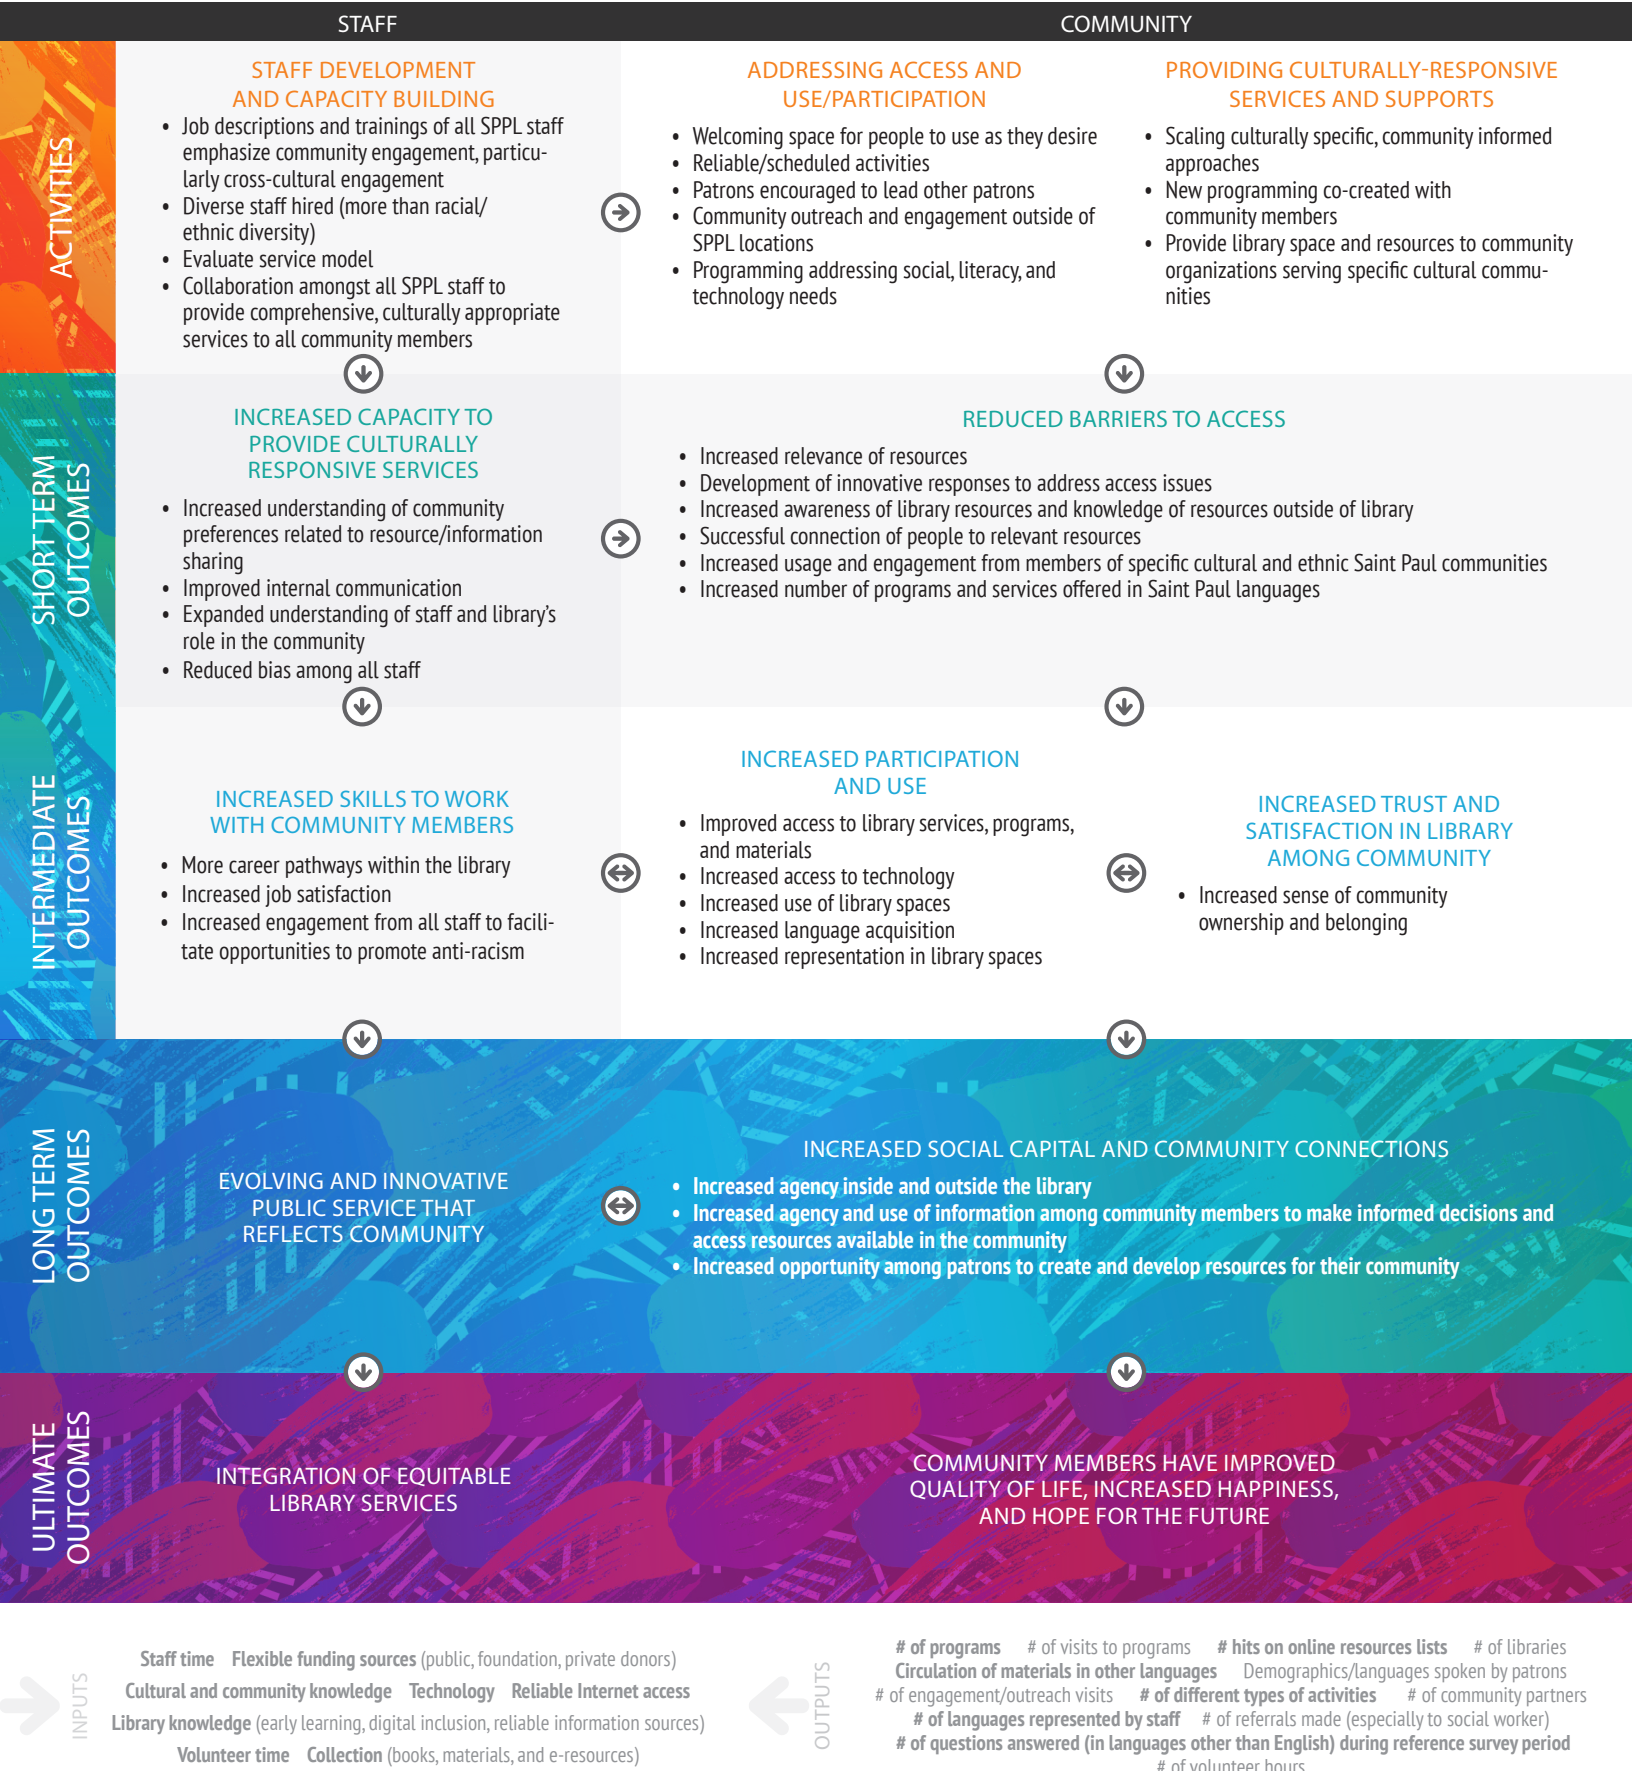 STAFF
COMMUNITY
ACTIVITIES
STAFF DEVELOPMENT
AND CAPACITY BUILDING
• Job descriptions and trainings of all SPPL staff
emphasize community engagement, particu-
larly cross-cultural engagement
• Diverse staff hired (more than racial/
ethnic diversity)
• Evaluate service model
• Collaboration amongst all SPPL staff to
provide comprehensive, culturally appropriate
services to all community members
ADDRESSING ACCESS AND
USE/PARTICIPATION
• Welcoming space for people to use as they desire
• Reliable/scheduled activities
• Patrons encouraged to lead other patrons
• Community outreach and engagement outside of
SPPL locations
• Programming addressing social, literacy, and
technology needs
PROVIDING CULTURALLY-RESPONSIVE
SERVICES AND SUPPORTS
• Scaling culturally specific, community informed
approaches
• New programming co-created with
community members
• Provide library space and resources to community
organizations serving specific cultural commu-
nities
SHORT TERM
OUTCOMES
INCREASED CAPACITY TO
PROVIDE CULTURALLY
RESPONSIVE SERVICES
• Increased understanding of community
preferences related to resource/information
sharing
• Improved internal communication
• Expanded understanding of staff and library's
role in the community
• Reduced bias among all staff
REDUCED BARRIERS TO ACCESS
• Increased relevance of resources
• Development of innovative responses to address access issues
• Increased awareness of library resources and knowledge of resources outside of library
• Successful connection of people to relevant resources
• Increased usage and engagement from members of specific cultural and ethnic Saint Paul communities
• Increased number of programs and services offered in Saint Paul languages
INTERMEDIATE
OUTCOMES
INCREASED SKILLS TO WORK
WITH COMMUNITY MEMBERS
• More career pathways within the library
• Increased job satisfaction
• Increased engagement from all staff to facili-
tate opportunities to promote anti-racism
INCREASED PARTICIPATION
AND USE
• Improved access to library services, programs,
and materials
• Increased access to technology
• Increased use of library spaces
• Increased language acquisition
• Increased representation in library spaces
INCREASED TRUST AND
SATISFACTION IN LIBRARY
AMONG COMMUNITY
• Increased sense of community
ownership and belonging
LONG TERM
OUTCOMES
EVOLVING AND INNOVATIVE
PUBLIC SERVICE THAT
REFLECTS COMMUNITY
INCREASED SOCIAL CAPITAL AND COMMUNITY CONNECTIONS
• Increased agency inside and outside the library
• Increased agency and use of information among community members to make informed decisions and
access resources available in the community
• Increased opportunity among patrons to create and develop resources for their community
ULTIMATE
OUTCOMES
INTEGRATION OF EQUITABLE
LIBRARY SERVICES
COMMUNITY MEMBERS HAVE IMPROVED
QUALITY OF LIFE, INCREASED HAPPINESS,
AND HOPE FOR THE FUTURE
INPUTS
Staff time Flexible funding sources (public, foundation, private donors)
Cultural and community knowledge Technology Reliable Internet access
Library knowledge (early learning, digital inclusion, reliable information sources)
Volunteer time Collection (books, materials, and e-resources)
OUTPUTS
# of programs # of visits to programs # hits on online resources lists # of libraries
Circulation of materials in other languages Demographics/languages spoken by patrons
# of engagement/outreach visits # of different types of activities # of community partners
# of languages represented by staff # of referrals made (especially to social worker)
# of questions answered (in languages other than English) during reference survey period
# of volunteer hours